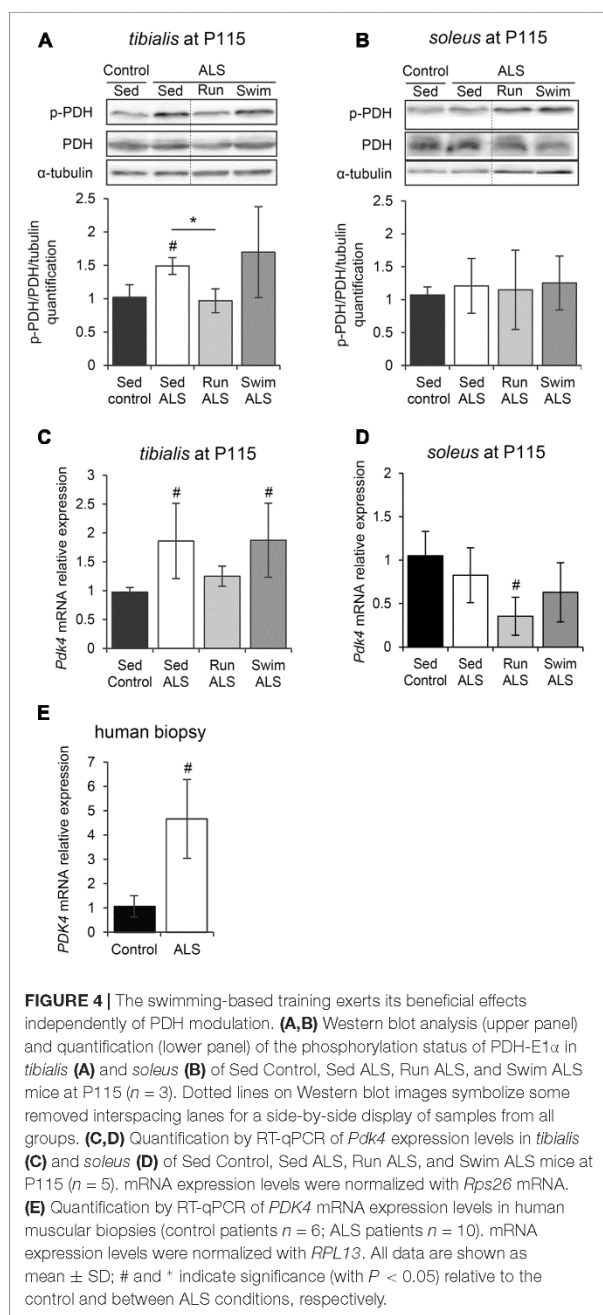 A
tibialis at P115
Control ALS
Sed Sed Run Swim
p-PDH
PDH
α-tubulin
p-PDH/PDH/tubulin
quantification
2.5
2
1.5
1
0.5
0
#
*
Sed control
Sed ALS
Run ALS
Swim ALS
B
soleus at P115
Control ALS
Sed Sed Run Swim
p-PDH
PDH
α-tubulin
p-PDH/PDH/tubulin
quantification
2.5
2
1.5
1
0.5
0
Sed control
Sed ALS
Run ALS
Swim ALS
C
tibialis at P115
Pdk4 mRNA relative expression
3
2.5
2
1.5
1
0.5
0
#
#
Sed Control
Sed ALS
Run ALS
Swim ALS
D
soleus at P115
Pdk4 mRNA relative expression
2
1.5
1
0.5
0
#
Sed Control
Sed ALS
Run ALS
Swim ALS
E
human biopsy
PDK4 mRNA relative expression
7
6
5
4
3
2
1
0
#
Control
ALS
FIGURE 4 | The swimming-based training exerts its beneficial effects
independently of PDH modulation. (A,B) Western blot analysis (upper panel)
and quantification (lower panel) of the phosphorylation status of PDH-E1α in
tibialis (A) and soleus (B) of Sed Control, Sed ALS, Run ALS, and Swim ALS
mice at P115 (n = 3). Dotted lines on Western blot images symbolize some
removed interspacing lanes for a side-by-side display of samples from all
groups. (C,D) Quantification by RT-qPCR of Pdk4 expression levels in tibialis
(C) and soleus (D) of Sed Control, Sed ALS, Run ALS, and Swim ALS mice at
P115 (n = 5). mRNA expression levels were normalized with Rps26 mRNA.
(E) Quantification by RT-qPCR of PDK4 mRNA expression levels in
human muscular biopsies (control patients n = 6; ALS patients n = 10). mRNA
expression levels were normalized with RPL13. All data are shown as
mean ± SD; # and * indicate significance (with P < 0.05) relative to the
control and between ALS conditions, respectively.